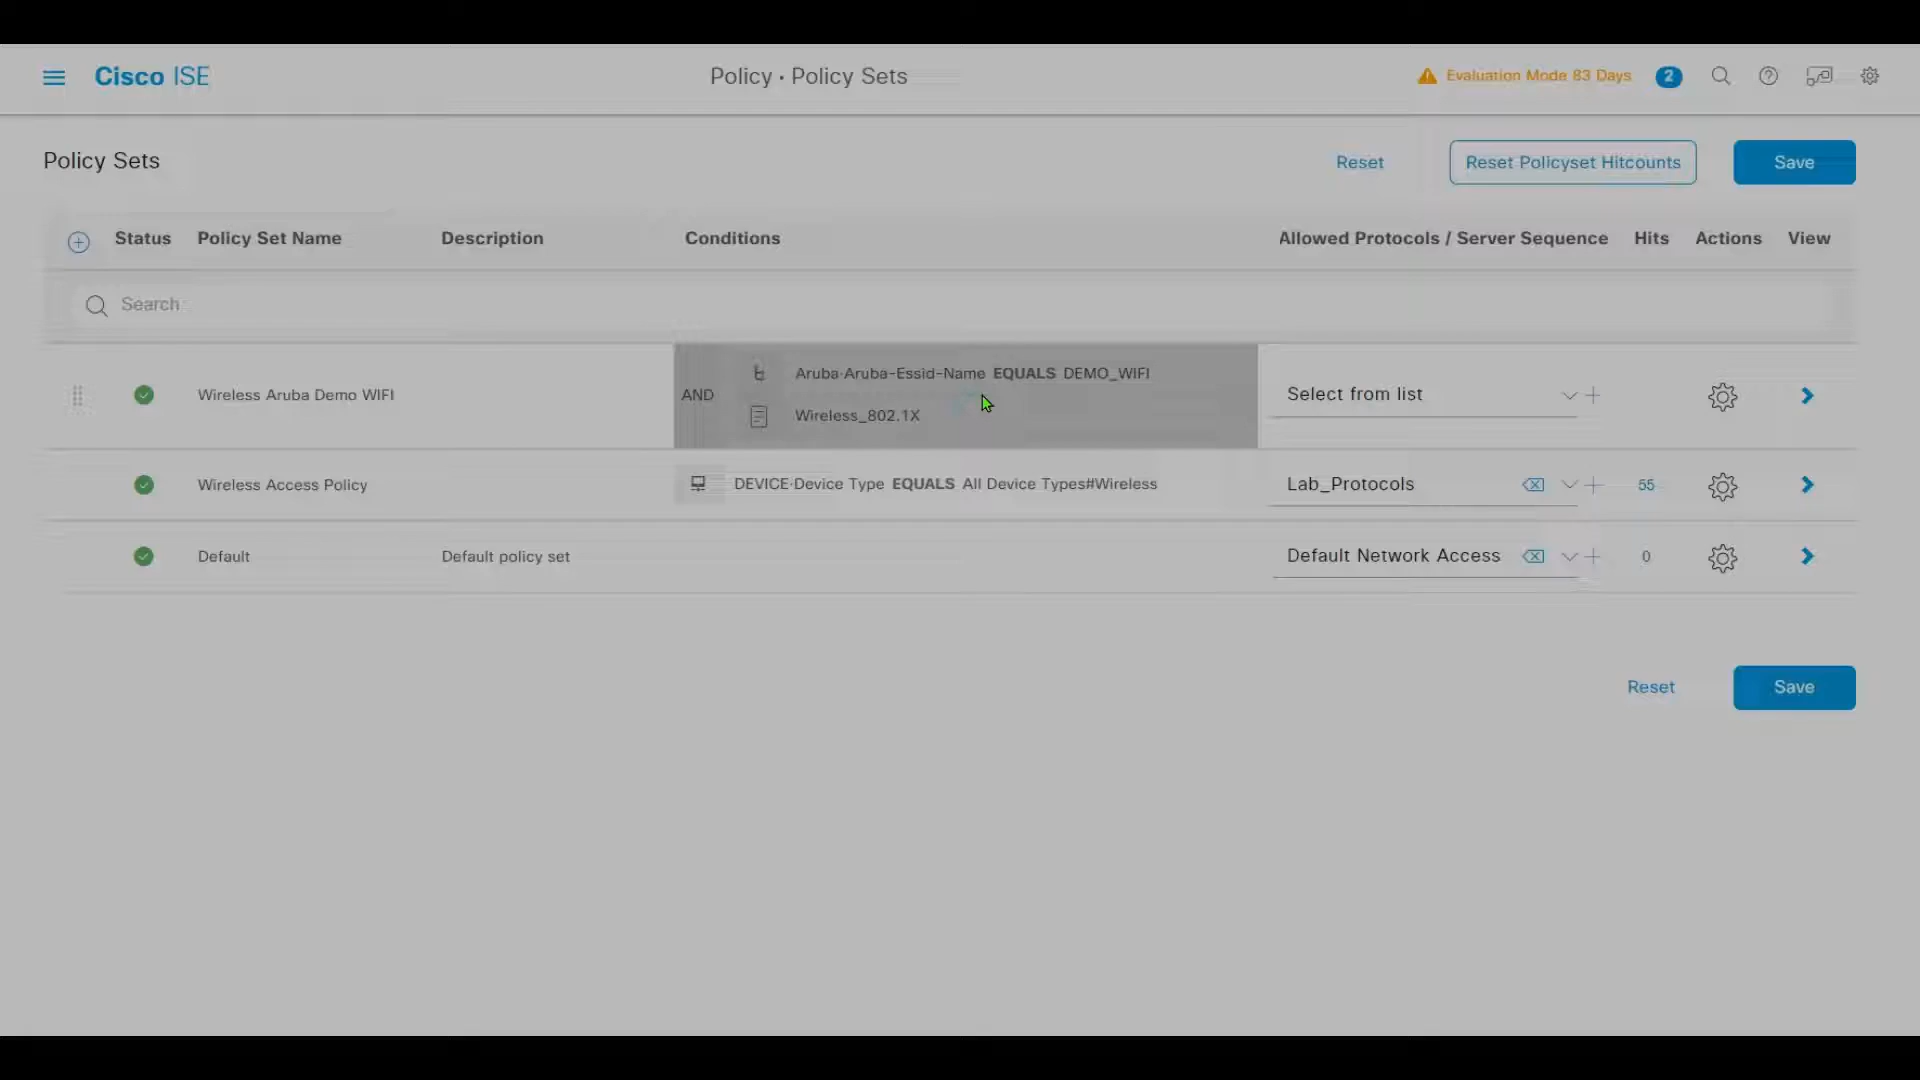 Cisco ISE
Policy · Policy Sets
Evaluation Mode 83 Days
2
Policy Sets
Reset
Reset Policyset Hitcounts
Save
Status
Policy Set Name
Description
Conditions
Allowed Protocols / Server Sequence
Hits
Actions
View
Search
Wireless Aruba Demo WIFI
AND
Aruba·Aruba-Essid-Name EQUALS DEMO_WIFI
Wireless_802.1X
Select from list
Wireless Access Policy
DEVICE·Device Type EQUALS All Device Types#Wireless
Lab_Protocols
55
Default
Default policy set
Default Network Access
0
Reset
Save